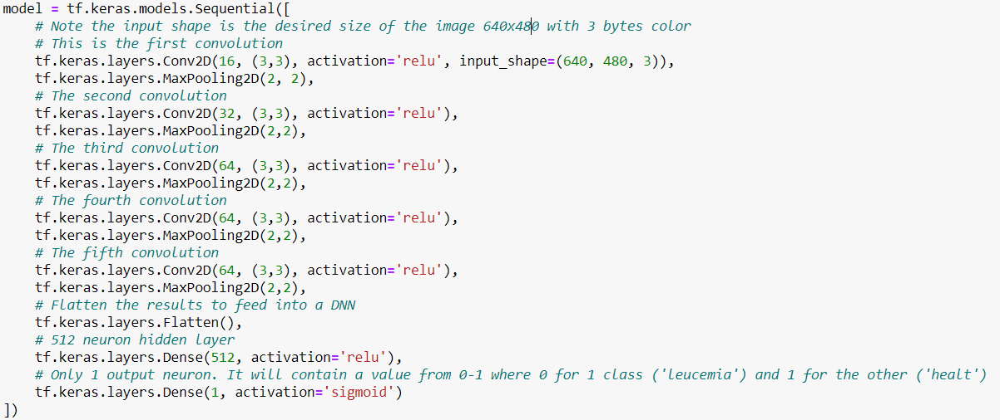 model = tf.keras.models.Sequential([
    # Note the input shape is the desired size of the image 640x480 with 3 bytes color
    # This is the first convolution
    tf.keras.layers.Conv2D(16, (3,3), activation='relu', input_shape=(640, 480, 3)),
    tf.keras.layers.MaxPooling2D(2, 2),
    # The second convolution
    tf.keras.layers.Conv2D(32, (3,3), activation='relu'),
    tf.keras.layers.MaxPooling2D(2,2),
    # The third convolution
    tf.keras.layers.Conv2D(64, (3,3), activation='relu'),
    tf.keras.layers.MaxPooling2D(2,2),
    # The fourth convolution
    tf.keras.layers.Conv2D(64, (3,3), activation='relu'),
    tf.keras.layers.MaxPooling2D(2,2),
    # The fifth convolution
    tf.keras.layers.Conv2D(64, (3,3), activation='relu'),
    tf.keras.layers.MaxPooling2D(2,2),
    # Flatten the results to feed into a DNN
    tf.keras.layers.Flatten(),
    # 512 neuron hidden layer
    tf.keras.layers.Dense(512, activation='relu'),
    # Only 1 output neuron. It will contain a value from 0-1 where 0 for 1 class ('leucemia') and 1 for the other ('healt')
    tf.keras.layers.Dense(1, activation='sigmoid')
])